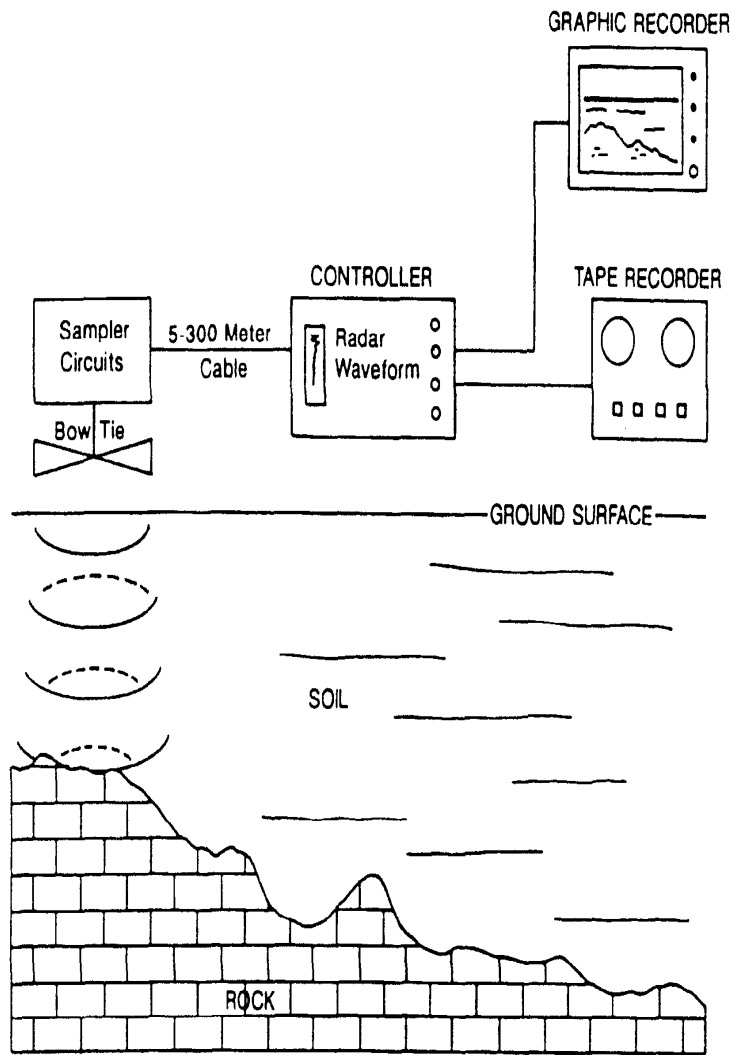 GRAPHIC RECORDER
CONTROLLER
TAPE RECORDER
Sampler
Circuits
5-300 Meter
Cable
Radar
Waveform
Bow Tie
GROUND SURFACE
SOIL
ROCK